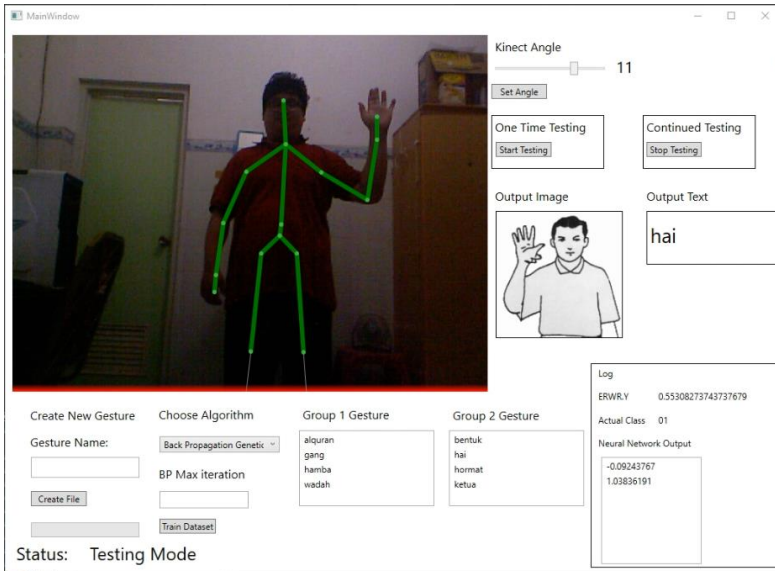 MainWindow
Kinect Angle
11
Set Angle
One Time Testing
Start Testing
Continued Testing
Stop Testing
Output Image
Output Text
hai
Create New Gesture
Gesture Name:
Create File
Choose Algorithm
Back Propagation Genetic
BP Max iteration
Train Dataset
Group 1 Gesture
alquran
gang
hamba
wadah
Group 2 Gesture
bentuk
hai
hormat
ketua
Log
ERWR.Y 0.55308273743737679
Actual Class 01
Neural Network Output
-0.09243767
1.03836191
Status: Testing Mode